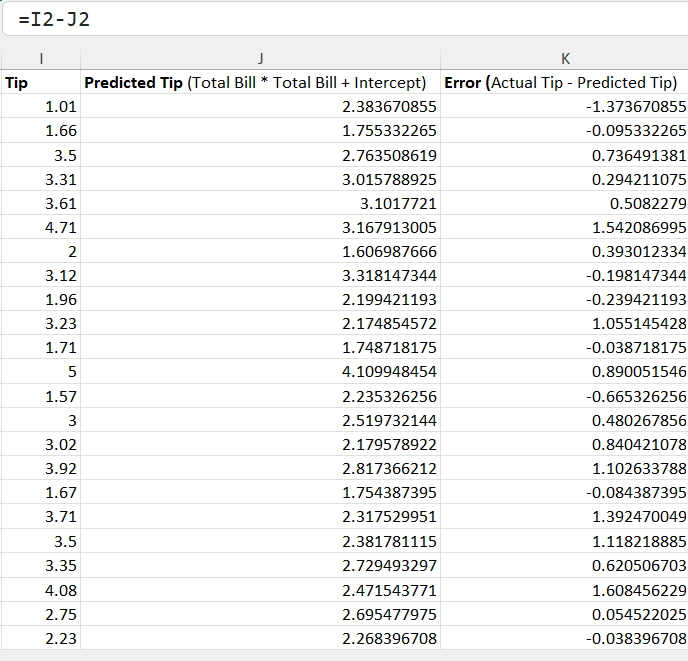 =I2-J2
I J K
Tip Predicted Tip (Total Bill * Total Bill + Intercept) Error (Actual Tip - Predicted Tip)
1.01 2.383670855 -1.373670855
1.66 1.755332265 -0.095332265
3.5 2.763508619 0.736491381
3.31 3.015788925 0.294211075
3.61 3.1017721 0.5082279
4.71 3.167913005 1.542086995
2 1.606987666 0.393012334
3.12 3.318147344 -0.198147344
1.96 2.199421193 -0.239421193
3.23 2.174854572 1.055145428
1.71 1.748718175 -0.038718175
5 4.109948454 0.890051546
1.57 2.235326256 -0.665326256
3 2.519732144 0.480267856
3.02 2.179578922 0.840421078
3.92 2.817366212 1.102633788
1.67 1.754387395 -0.084387395
3.71 2.317529951 1.392470049
3.5 2.381781115 1.118218885
3.35 2.729493297 0.620506703
4.08 2.471543771 1.608456229
2.75 2.695477975 0.054522025
2.23 2.268396708 -0.038396708